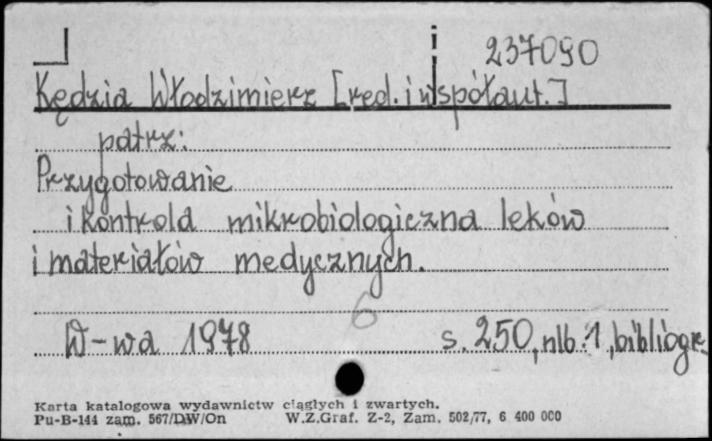 237090
Kędzia Włodzimierz [red. i współaut.]
patrz:
Przygotowanie
i kontrola mikrobiologiczna leków
i materiałów medycznych.
6
W-wa 1978 s. 250, nlb. 1, bibliogr.
Karta katalogowa wydawnictw ciągłych i zwartych.
Pu-B-144 zam. 567/DW/On W.Z.Graf. Z-2, Zam. 502/77, 6 400 000